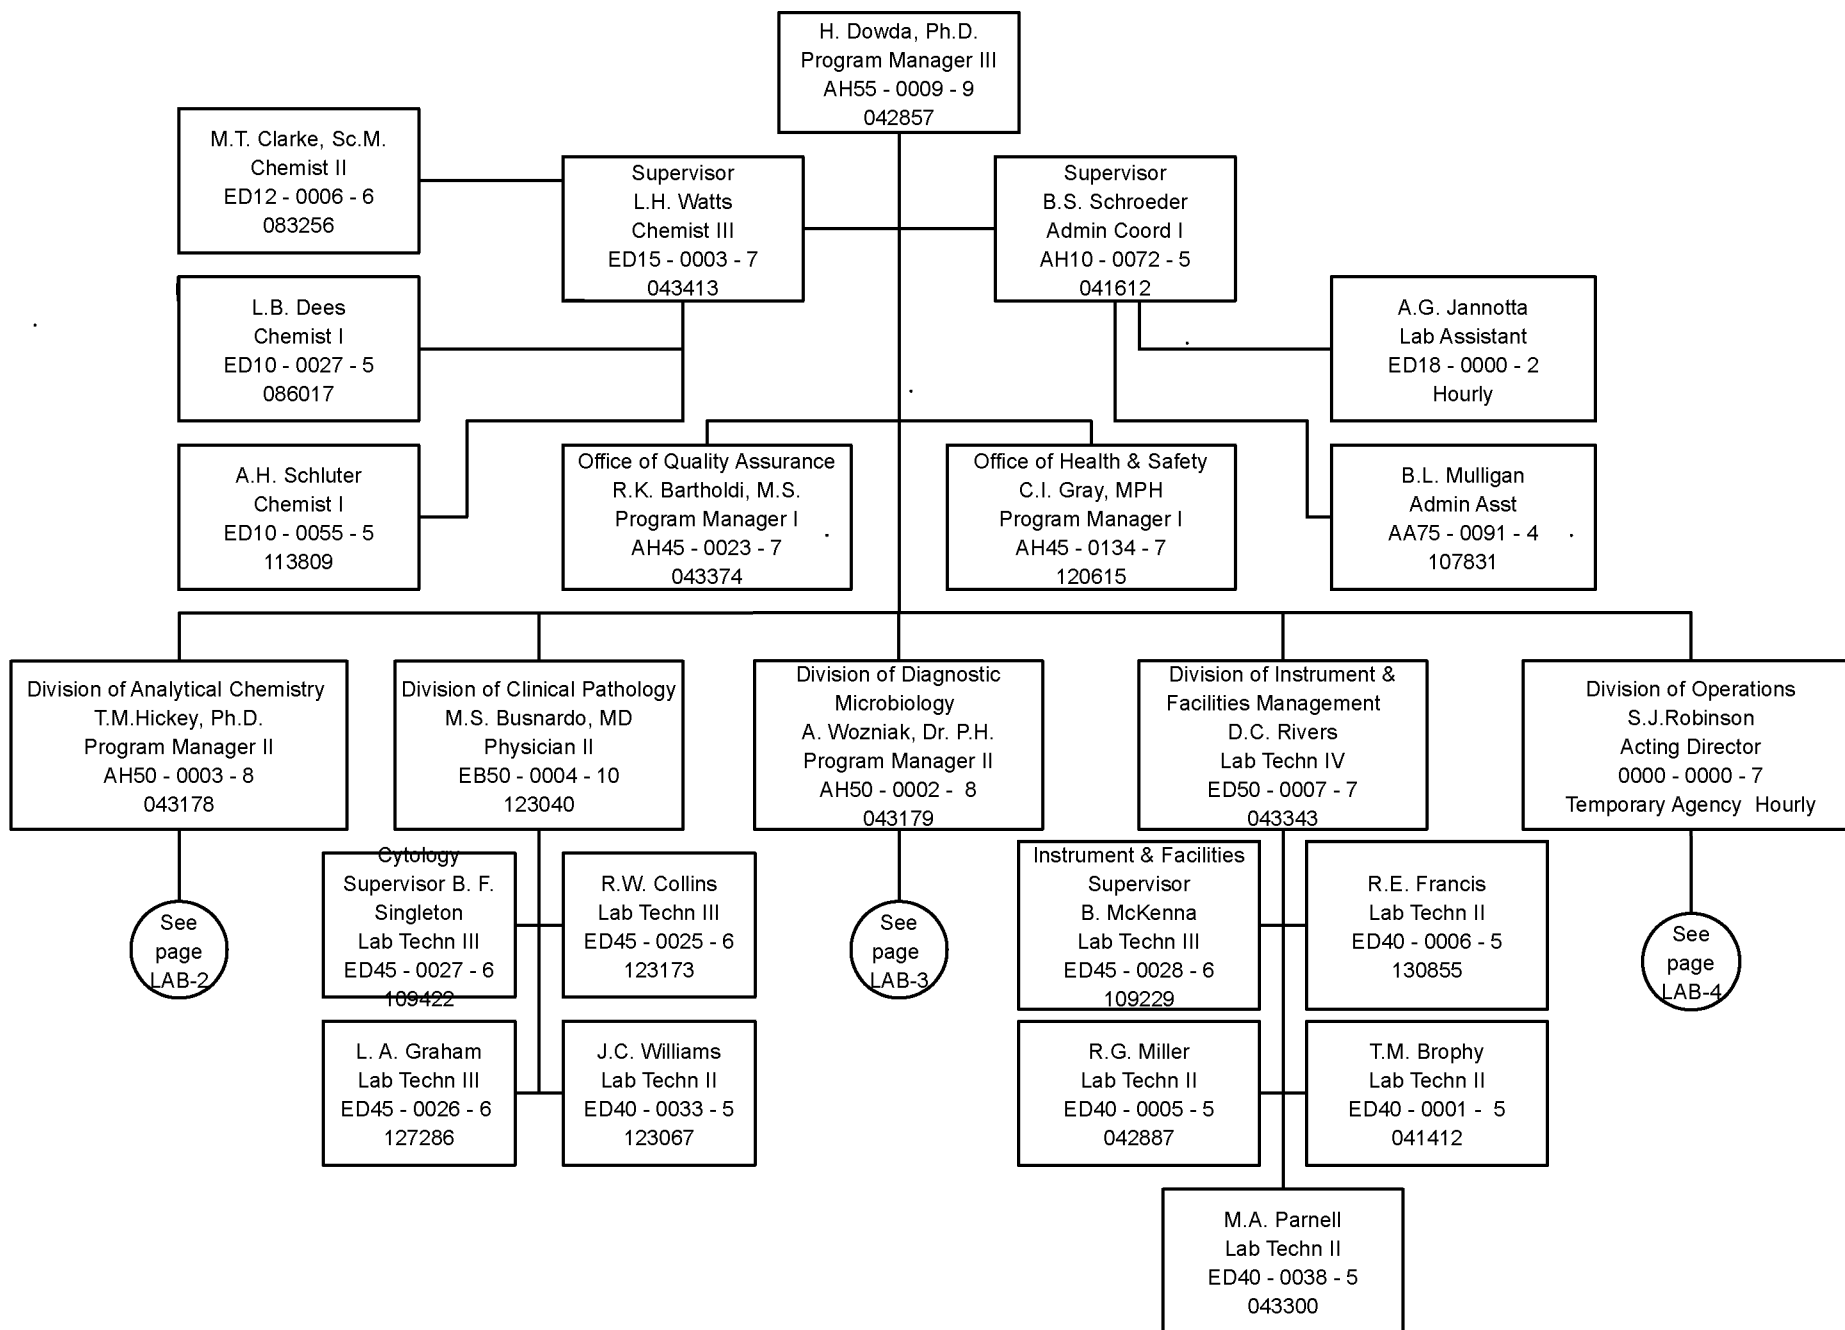 H. Dowda, Ph.D.
Program Manager III
AH55 - 0009 - 9
042857
M.T. Clarke, Sc.M.
Chemist II
ED12 - 0006 - 6
083256
Supervisor
L.H. Watts
Chemist III
ED15 - 0003 - 7
043413
Supervisor
B.S. Schroeder
Admin Coord I
AH10 - 0072 - 5
041612
L.B. Dees
Chemist I
ED10 - 0027 - 5
086017
A.G. Jannotta
Lab Assistant
ED18 - 0000 - 2
Hourly
A.H. Schluter
Chemist I
ED10 - 0055 - 5
113809
Office of Quality Assurance
R.K. Bartholdi, M.S.
Program Manager I
AH45 - 0023 - 7
043374
Office of Health & Safety
C.I. Gray, MPH
Program Manager I
AH45 - 0134 - 7
120615
B.L. Mulligan
Admin Asst
AA75 - 0091 - 4
107831
Division of Analytical Chemistry
T.M.Hickey, Ph.D.
Program Manager II
AH50 - 0003 - 8
043178
Division of Clinical Pathology
M.S. Busnardo, MD
Physician II
EB50 - 0004 - 10
123040
Division of Diagnostic
Microbiology
A. Wozniak, Dr. P.H.
Program Manager II
AH50 - 0002 -  8
043179
Division of Instrument &
Facilities Management
D.C. Rivers
Lab Techn IV
ED50 - 0007 - 7
043343
Division of Operations
S.J.Robinson
Acting Director
0000 - 0000 - 7
Temporary Agency  Hourly
See
page
LAB-2
Cytology
Supervisor B. F.
Singleton
Lab Techn III
ED45 - 0027 - 6
109422
R.W. Collins
Lab Techn III
ED45 - 0025 - 6
123173
See
page
LAB-3
Instrument & Facilities
Supervisor
B. McKenna
Lab Techn III
ED45 - 0028 - 6
109229
R.E. Francis
Lab Techn II
ED40 - 0006 - 5
130855
See
page
LAB-4
L. A. Graham
Lab Techn III
ED45 - 0026 - 6
127286
J.C. Williams
Lab Techn II
ED40 - 0033 - 5
123067
R.G. Miller
Lab Techn II
ED40 - 0005 - 5
042887
T.M. Brophy
Lab Techn II
ED40 - 0001 -  5
041412
M.A. Parnell
Lab Techn II
ED40 - 0038 - 5
043300